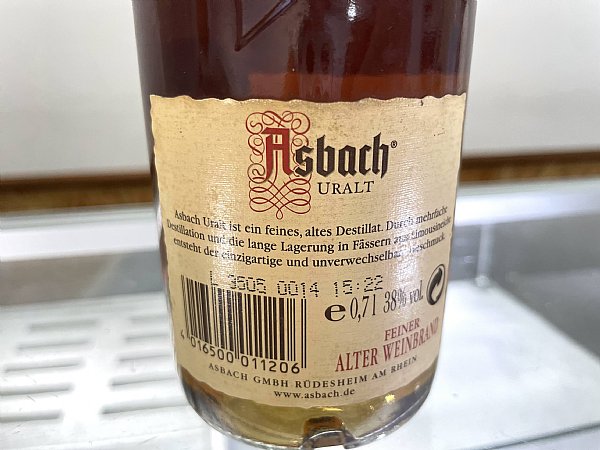 Asbach®
URALT
Asbach Uralt ist ein feines, altes Destillat. Durch mehrfache
Destillation und die lange Lagerung in Fässern aus Limousineiche
entsteht der einzigartige und unverwechselbare Geschmack.
L 9505 0014 15:22
e 0,7l 38% vol
4 016500 011206
FEINER
ALTER WEINBRAND
ASBACH GMBH·RÜDESHEIM AM RHEIN
www.asbach.de